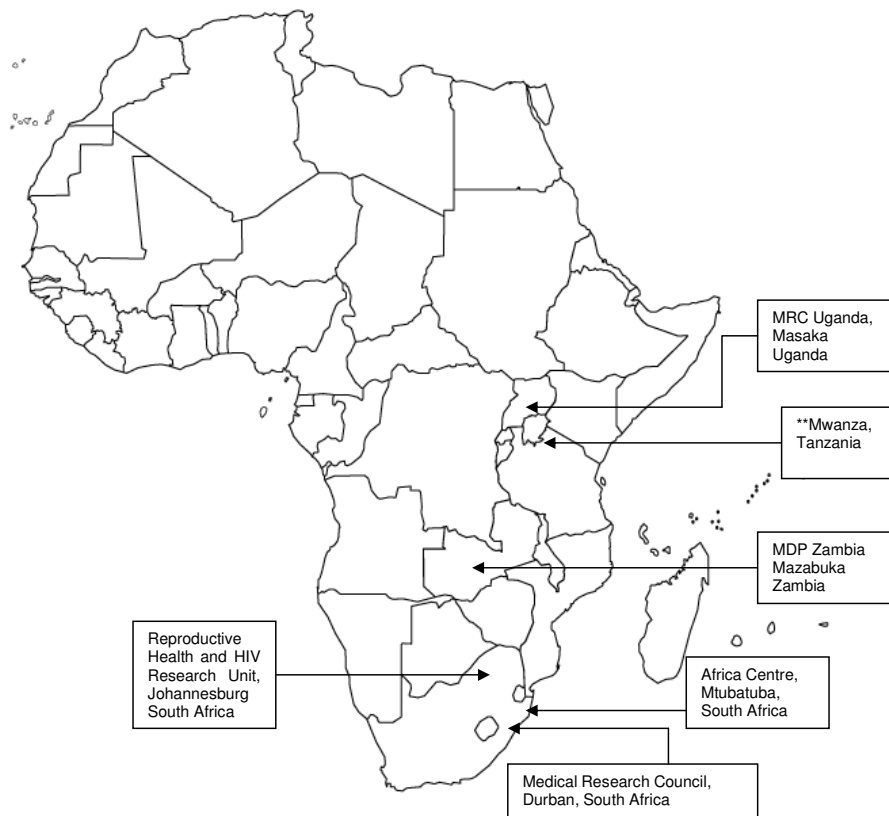 MRC Uganda,
Masaka
Uganda
**Mwanza,
Tanzania
MDP Zambia
Mazabuka
Zambia
Reproductive
Health and HIV
Research Unit,
Johannesburg
South Africa
Africa Centre,
Mtubatuba,
South Africa
Medical Research Council,
Durban, South Africa